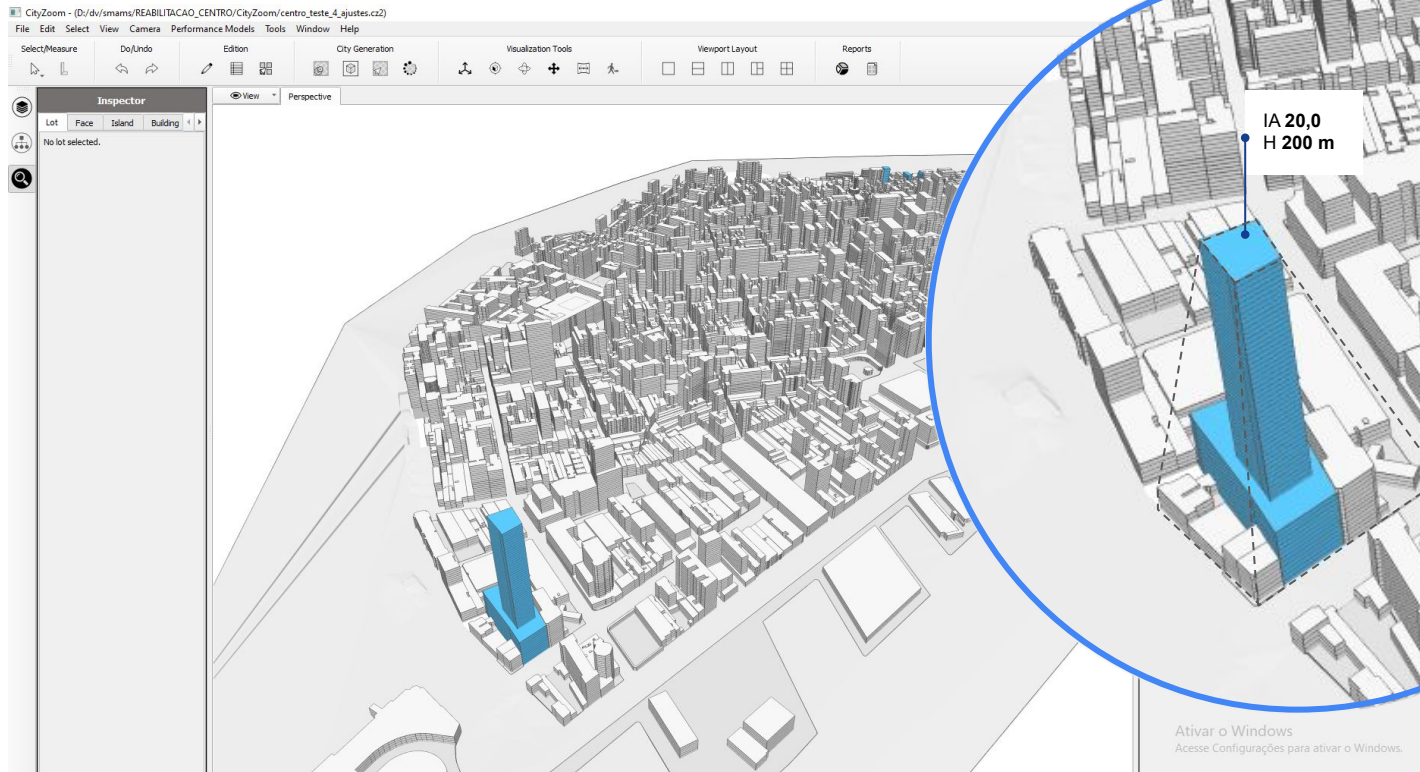 CityZoom - (D:/dv/smams/REABILITACAO_CENTRO/CityZoom/centro_teste_4_ajustes.cz2)
File Edit Select View Camera Performance Models Tools Window Help
Select/Measure Do/Undo Edition City Generation Visualization Tools Viewport Layout Reports
Inspector
View Perspective
Lot Face Island Building
No lot selected.
IA 20,0
H 200 m
Ativar o Windows
Acesse Configurações para ativar o Windows.